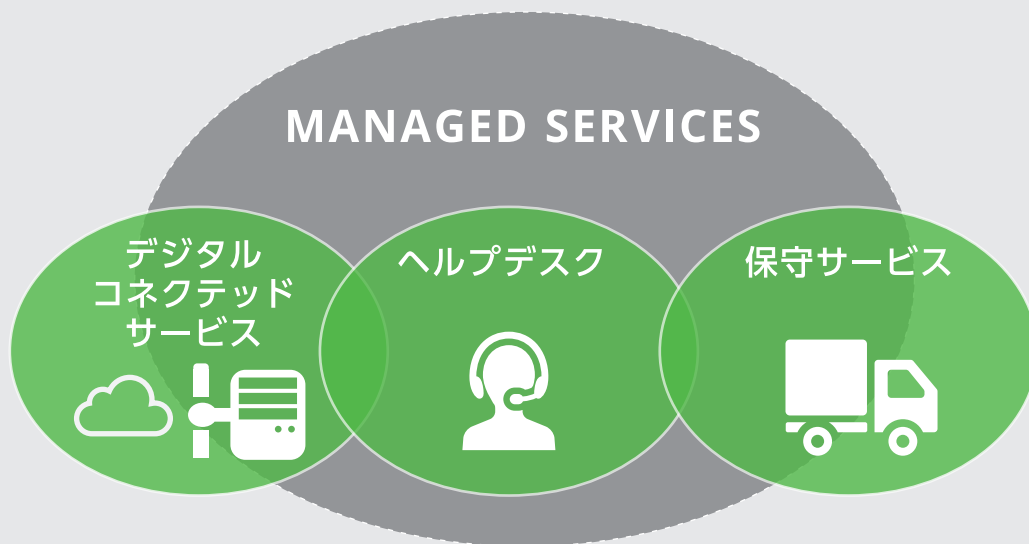 MANAGED SERVICES
デジタル
コネクテッド
サービス
ヘルプデスク
保守サービス